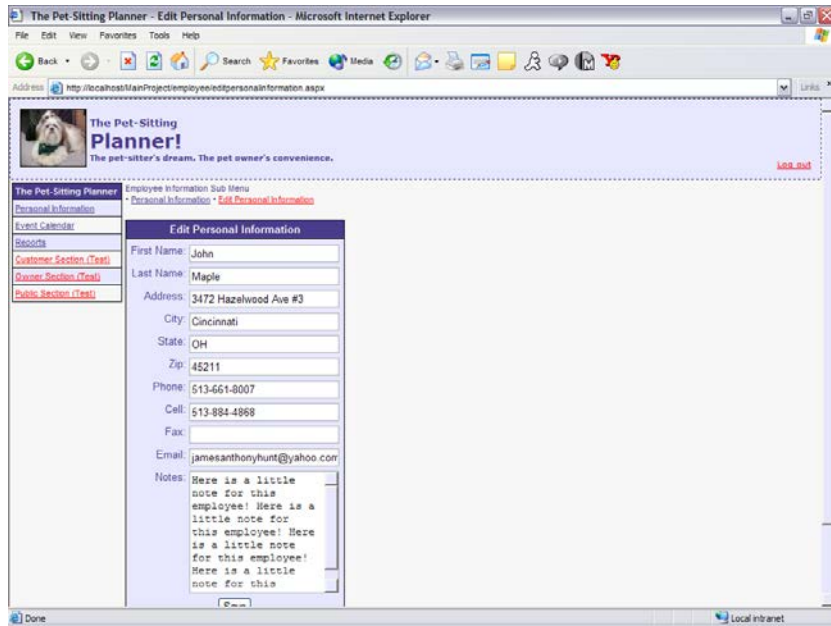 The Pet-Sitting Planner - Edit Personal Information - Microsoft Internet Explorer
File Edit View Favorites Tools Help
Back Search Favorites Media
Address http://localhost/MainProject/employee/editpersonalinformation.aspx Links
The Pet-Sitting
Planner!
The pet-sitter's dream. The pet owner's convenience.
Log out
The Pet-Sitting Planner
Personal Information
Event Calendar
Reports
Customer Section (Test)
Owner Section (Test)
Public Section (Test)
Employee Information Sub Menu
• Personal Information • Edit Personal Information
Edit Personal Information
First Name: John
Last Name: Maple
Address: 3472 Hazelwood Ave #3
City: Cincinnati
State: OH
Zip: 45211
Phone: 513-661-8007
Cell: 513-884-4868
Fax:
Email: jamesanthonyhunt@yahoo.com
Notes: Here is a little
note for this
employee! Here is a
little note for
this employee! Here
is a little note
for this employee!
Here is a little
note for this
Save
Done Local intranet